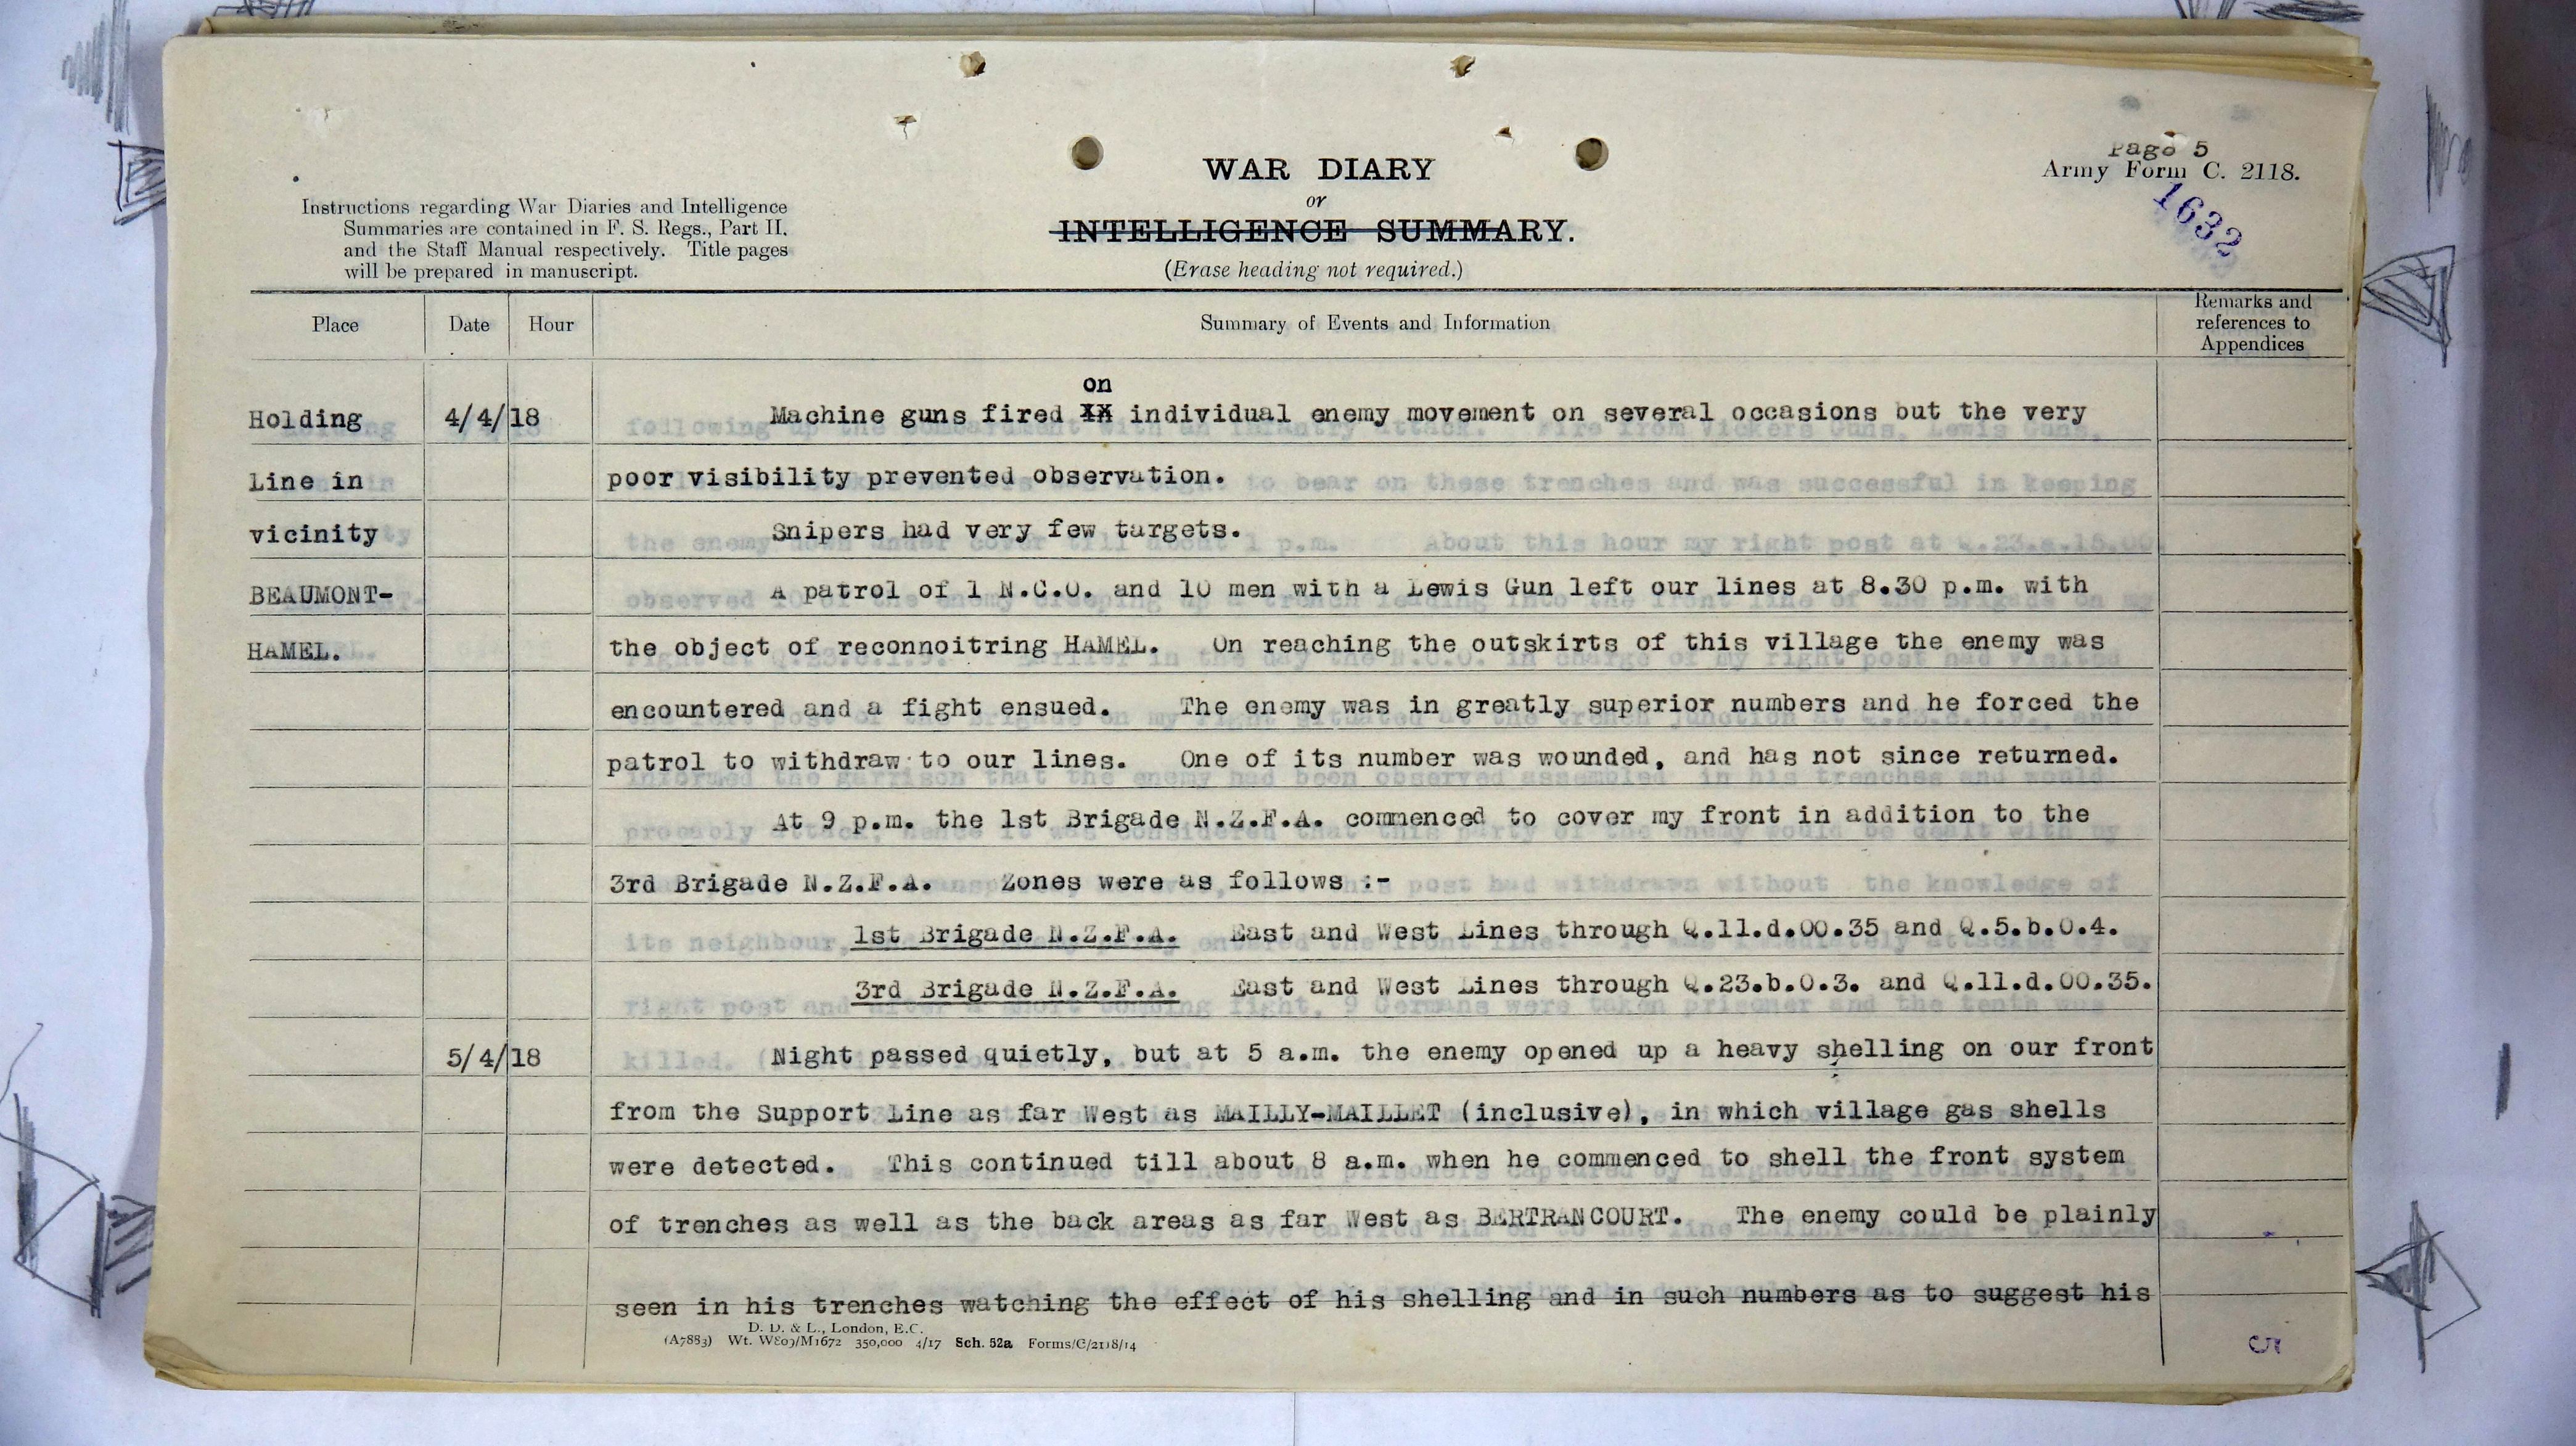 Page 5
Army Form C. 2118.
1632
WAR DIARY
or
INTELLIGENCE SUMMARY.
(Erase heading not required.)
Instructions regarding War Diaries and Intelligence
Summaries are contained in F. S. Regs., Part II.
and the Staff Manual respectively. Title pages
will be prepared in manuscript.
Place Date Hour Summary of Events and Information Remarks and references to Appendices
on
Holding 4/4/18 Machine guns fired XX individual enemy movement on several occasions but the very
Line in poor visibility prevented observation.
vicinity Snipers had very few targets.
BEAUMONT- A patrol of 1 N.C.O. and 10 men with a Lewis Gun left our lines at 8.30 p.m. with
HAMEL. the object of reconnoitring HAMEL. On reaching the outskirts of this village the enemy was
encountered and a fight ensued. The enemy was in greatly superior numbers and he forced the
patrol to withdraw to our lines. One of its number was wounded, and has not since returned.
At 9 p.m. the 1st Brigade N.Z.F.A. commenced to cover my front in addition to the
3rd Brigade N.Z.F.A. Zones were as follows :-
1st Brigade N.Z.F.A. East and West Lines through Q.11.d.00.35 and Q.5.b.0.4.
3rd Brigade N.Z.F.A. East and West Lines through Q.23.b.0.3. and Q.11.d.00.35.
5/4/18 Night passed quietly, but at 5 a.m. the enemy opened up a heavy shelling on our front
from the Support Line as far West as MAILLY-MAILLET (inclusive), in which village gas shells
were detected. This continued till about 8 a.m. when he commenced to shell the front system
of trenches as well as the back areas as far West as BERTRANCOURT. The enemy could be plainly
seen in his trenches watching the effect of his shelling and in such numbers as to suggest his
D. D. & L., London, E.C.
(A7883) Wt. W809/M1672 350,000 4/17 Sch. 52a Forms/C/2118/14
5